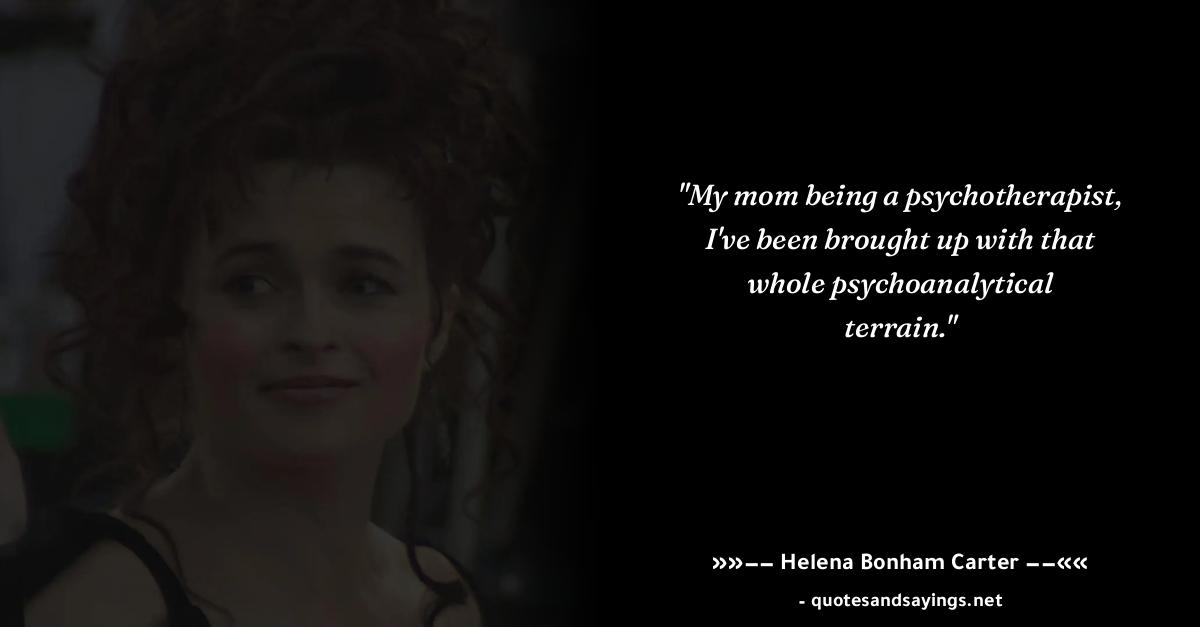 "My mom being a psychotherapist,
I've been brought up with that
whole psychoanalytical
terrain."
»»–– Helena Bonham Carter ––««
- quotesandsayings.net